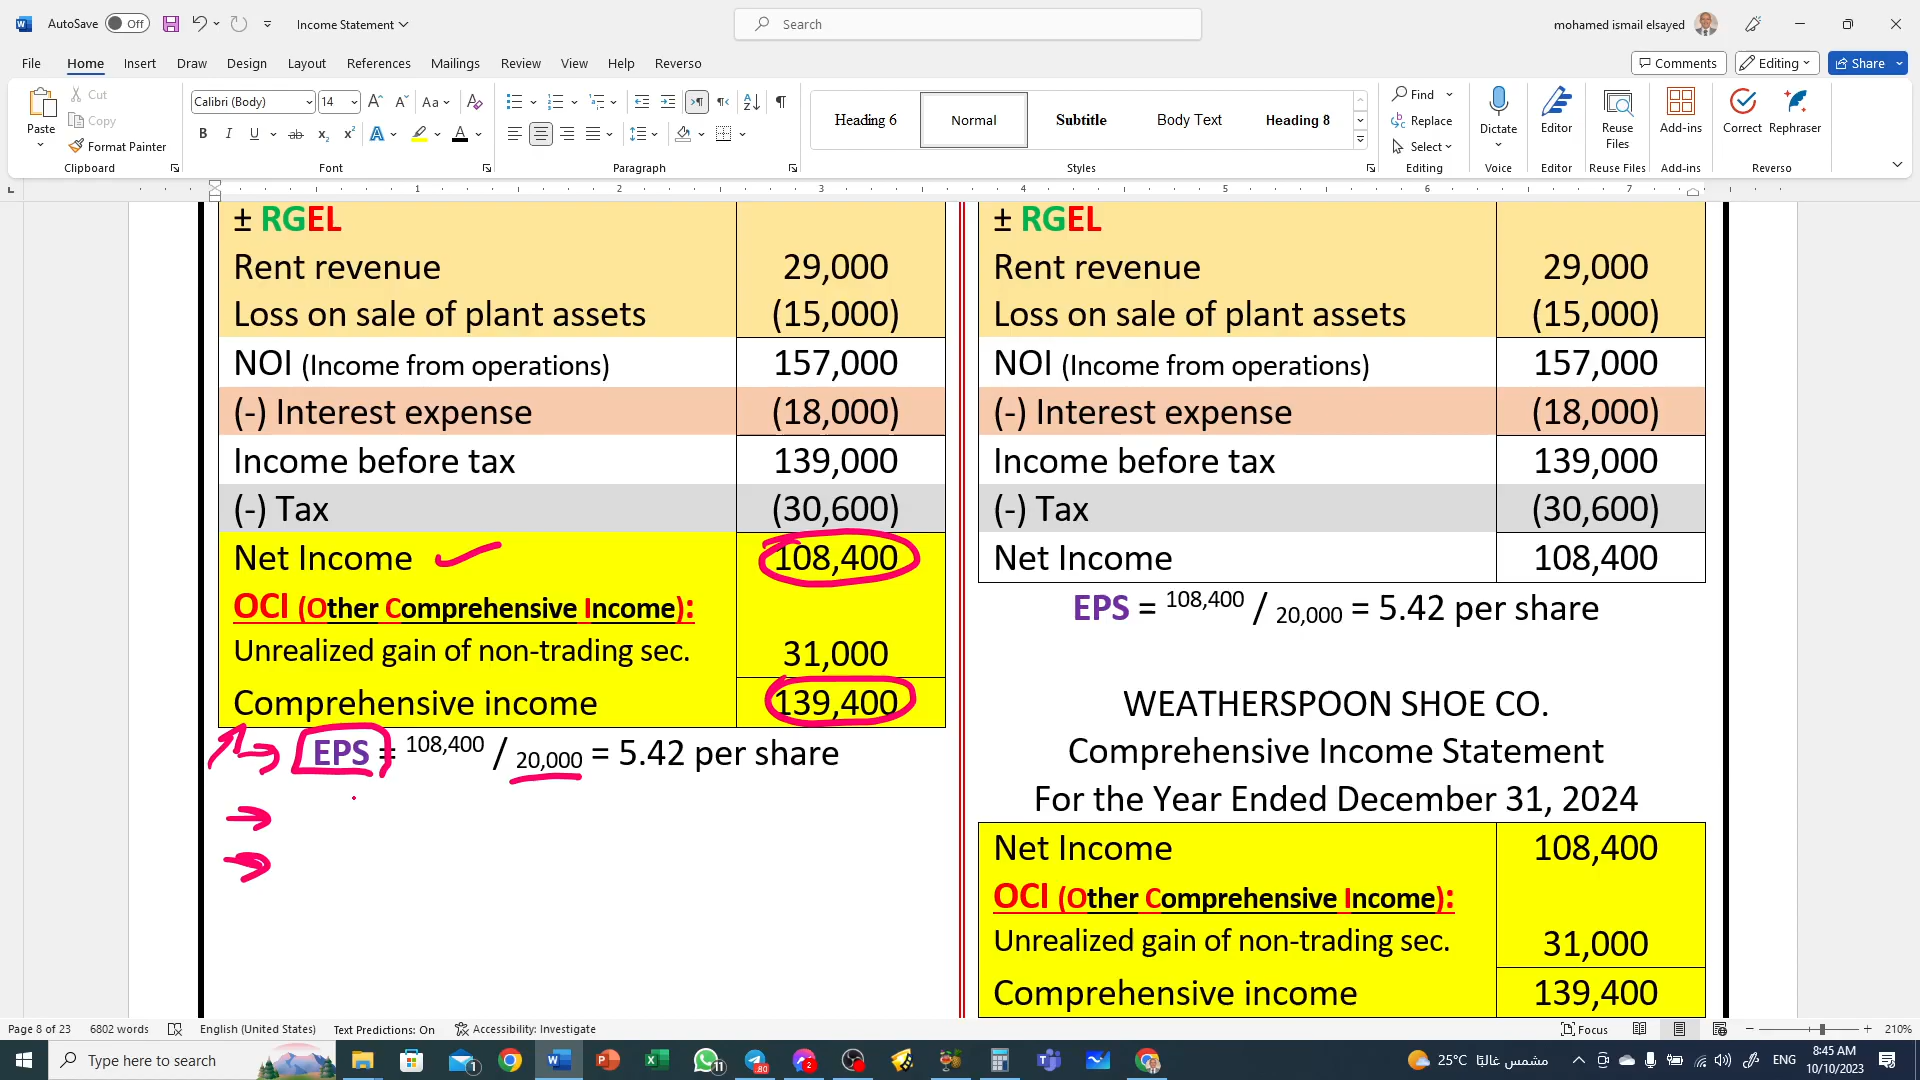 AutoSave Off Income Statement Search mohamed ismail elsayed
File Home Insert Draw Design Layout References Mailings Review View Help Reverso Comments Editing Share
Paste Cut Copy Format Painter Clipboard
Calibri (Body) 14 Font
Paragraph
Heading 6 Normal Subtitle Body Text Heading 8 Styles
Find Replace Select Editing
Dictate Voice
Editor Editor
Reuse Files Reuse Files
Add-ins Add-ins
Correct Rephraser Reverso
1 2 3 4 5 6 7
± RGEL
Rent revenue 29,000
Loss on sale of plant assets (15,000)
NOI (Income from operations) 157,000
(-) Interest expense (18,000)
Income before tax 139,000
(-) Tax (30,600)
Net Income 108,400
OCI (Other Comprehensive Income):
Unrealized gain of non-trading sec. 31,000
Comprehensive income 139,400
EPS = 108,400 / 20,000 = 5.42 per share
± RGEL
Rent revenue 29,000
Loss on sale of plant assets (15,000)
NOI (Income from operations) 157,000
(-) Interest expense (18,000)
Income before tax 139,000
(-) Tax (30,600)
Net Income 108,400
EPS = 108,400 / 20,000 = 5.42 per share
WEATHERSPOON SHOE CO.
Comprehensive Income Statement
For the Year Ended December 31, 2024
Net Income 108,400
OCI (Other Comprehensive Income):
Unrealized gain of non-trading sec. 31,000
Comprehensive income 139,400
Page 8 of 23 6802 words English (United States) Text Predictions: On Accessibility: Investigate Focus 210%
Type here to search 25°C مشمس غالبًا ENG 8:45 AM
10/10/2023